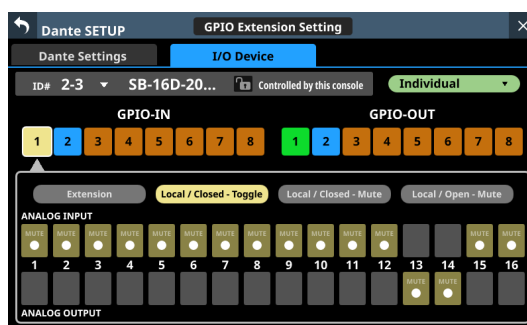 Dante SETUP
GPIO Extension Setting
Dante Settings
I/O Device
ID# 2-3 SB-16D-20... Controlled by this console Individual
GPIO-IN GPIO-OUT
1 2 3 4 5 6 7 8 1 2 3 4 5 6 7 8
Extension Local / Closed - Toggle Local / Closed - Mute Local / Open - Mute
ANALOG INPUT
MUTE MUTE MUTE MUTE MUTE MUTE MUTE MUTE MUTE MUTE MUTE MUTE MUTE MUTE
1 2 3 4 5 6 7 8 9 10 11 12 13 14 15 16
MUTE MUTE
ANALOG OUTPUT